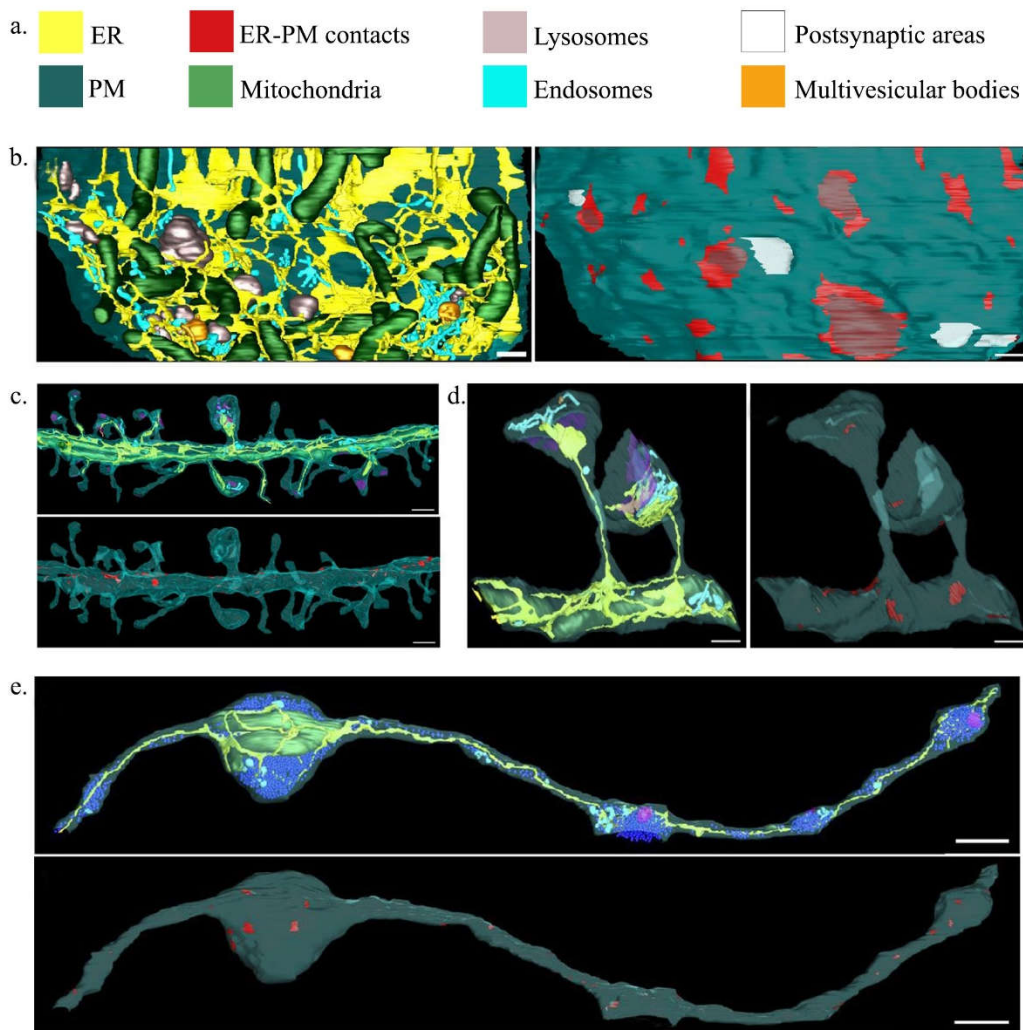 a. ER ER-PM contacts Lysosomes Postsynaptic areas
PM Mitochondria Endosomes Multivesicular bodies
b.
c. d.
e.